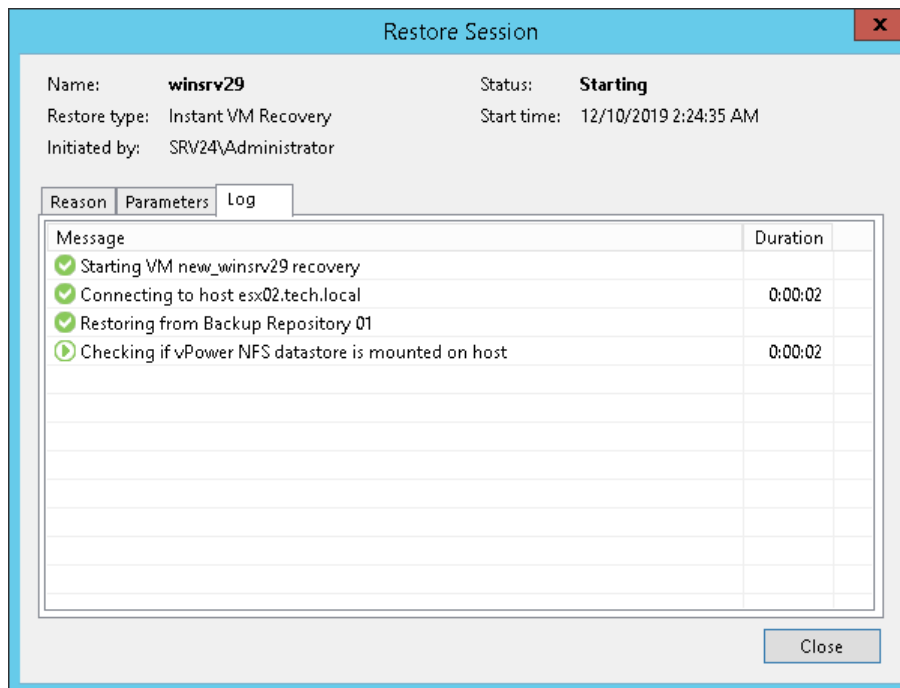 Restore Session
x
Name: winsrv29 Status: Starting
Restore type: Instant VM Recovery Start time: 12/10/2019 2:24:35 AM
Initiated by: SRV24\Administrator
Reason Parameters Log
Message Duration
Starting VM new_winsrv29 recovery
Connecting to host esx02.tech.local 0:00:02
Restoring from Backup Repository 01
Checking if vPower NFS datastore is mounted on host 0:00:02
Close